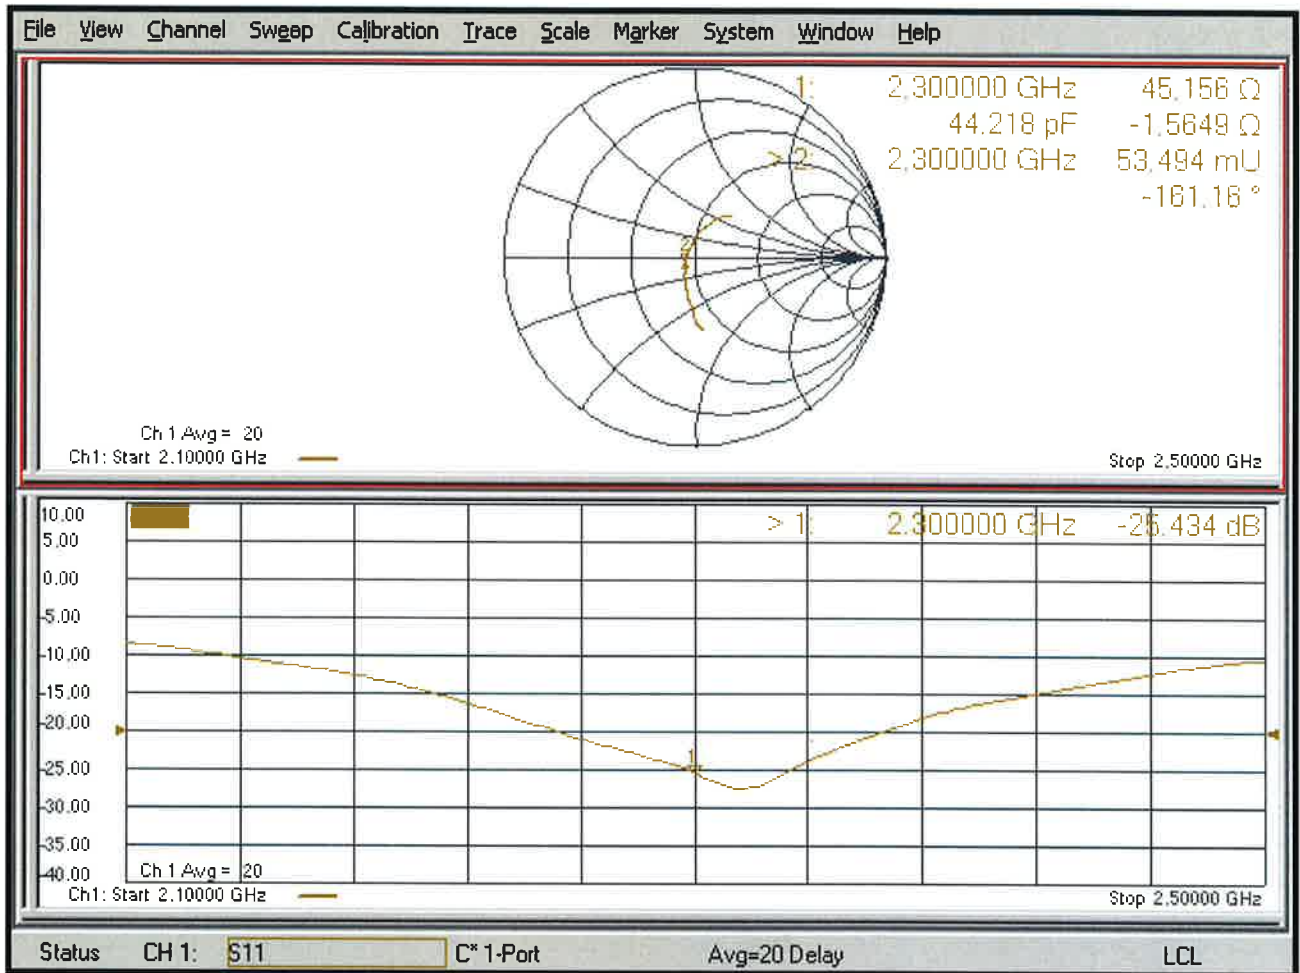 File View Channel Sweep Calibration Trace Scale Marker System Window Help
1: 2.300000 GHz 45.156 Ω
44.218 pF -1.5649 Ω
> 2: 2.300000 GHz 53.494 mU
-161.16 °
2
Ch 1 Avg = 20
Ch1: Start 2.10000 GHz
Stop 2.50000 GHz
10.00
5.00
0.00
-5.00
-10.00
-15.00
-20.00
-25.00
-30.00
-35.00
-40.00
> 1: 2.300000 GHz -25.434 dB
1
Ch 1 Avg = 20
Ch1: Start 2.10000 GHz
Stop 2.50000 GHz
Status CH 1: S11 C* 1-Port Avg=20 Delay LCL